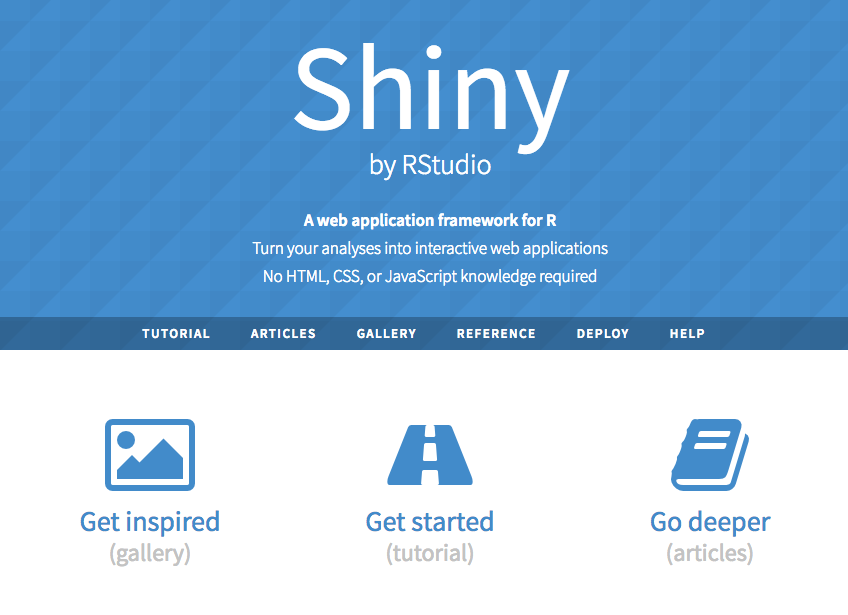 Shiny
by RStudio
A web application framework for R
Turn your analyses into interactive web applications
No HTML, CSS, or JavaScript knowledge required
TUTORIAL ARTICLES GALLERY REFERENCE DEPLOY HELP
Get inspired
(gallery)
Get started
(tutorial)
Go deeper
(articles)